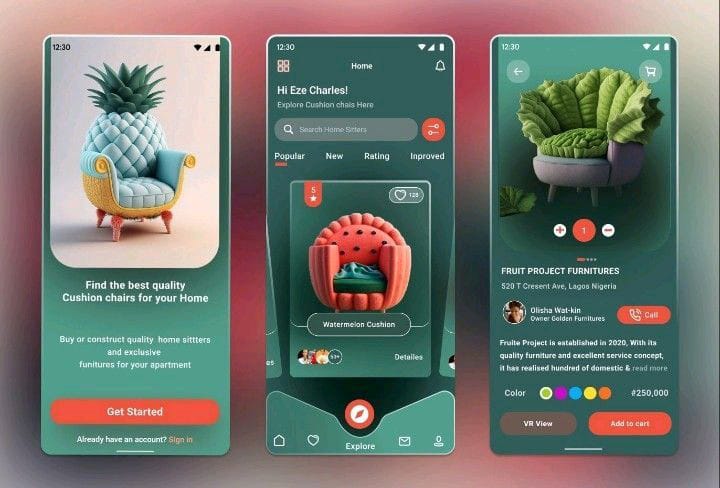 12:30
Find the best quality
Cushion chairs for your Home
Buy or construct quality home sittters
and exclusive
funitures for your apartment
Get Started
Already have an account? Sign in
12:30
Home
Hi Eze Charles!
Explore Cushion chais Here
Search Home Sitters
Popular New Rating Inproved
5
128
Watermelon Cushion
Detailes
Explore
12:30
1
FRUIT PROJECT FURNITURES
520 T Cresent Ave, Lagos Nigeria
Olisha Wat-kin
Owner Golden Furnitures
Call
Fruite Project is established in 2020, With its
quality furniture and excellent service concept,
it has realised hundred of domestic & read more
Color
#250,000
VR View
Add to cart